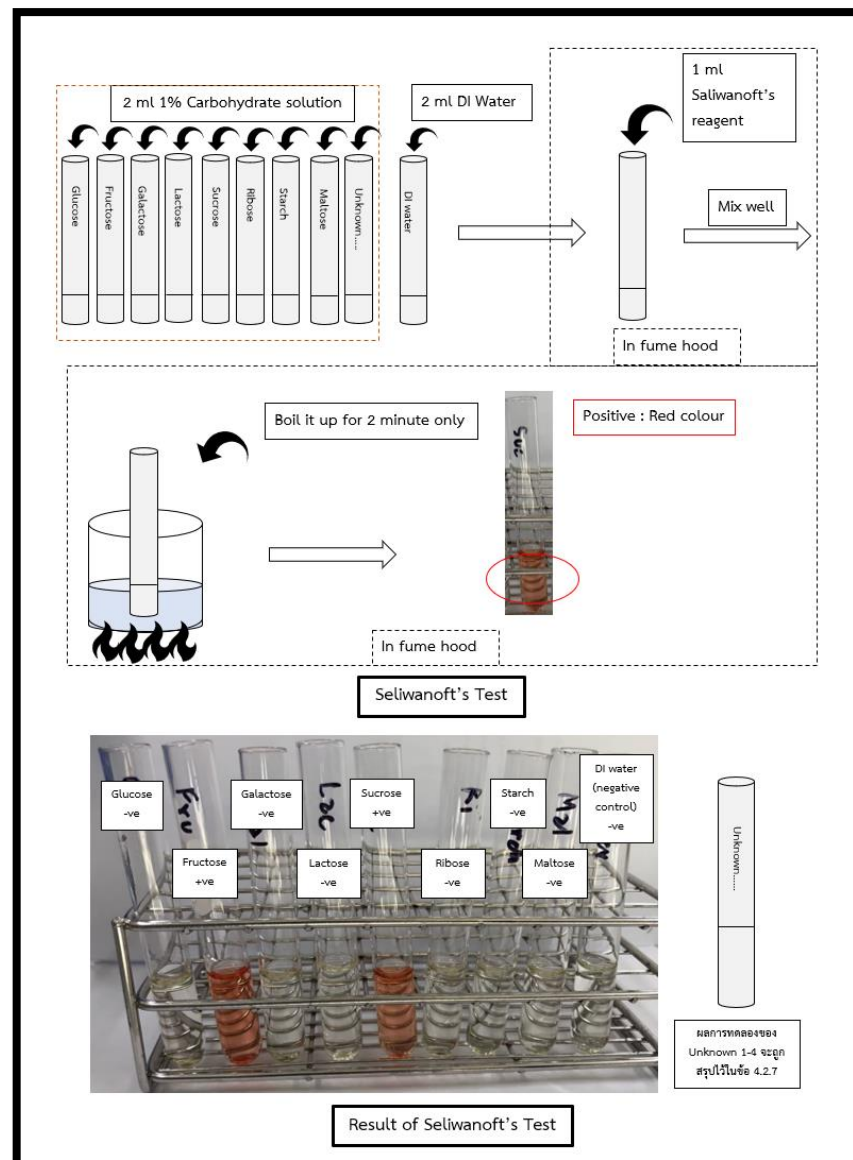 2 ml 1% Carbohydrate solution
2 ml DI Water
1 ml
Saliwanoft's
reagent
Glucose
Fructose
Galactose
Lactose
Sucrose
Ribose
Starch
Maltose
Unknown.....
DI water
Mix well
In fume hood
Boil it up for 2 minute only
Suc
Positive : Red colour
In fume hood
Seliwanoft's Test
Glucose
-ve
Fructose
+ve
Galactose
-ve
Lactose
-ve
Sucrose
+ve
Ribose
-ve
Starch
-ve
Maltose
-ve
DI water
(negative
control)
-ve
Fru
Lac
Ri
Mal
Unknown......
ผลการทดลองของ
Unknown 1-4 จะถูก
สรุปไว้ในข้อ 4.2.7
Result of Seliwanoft's Test